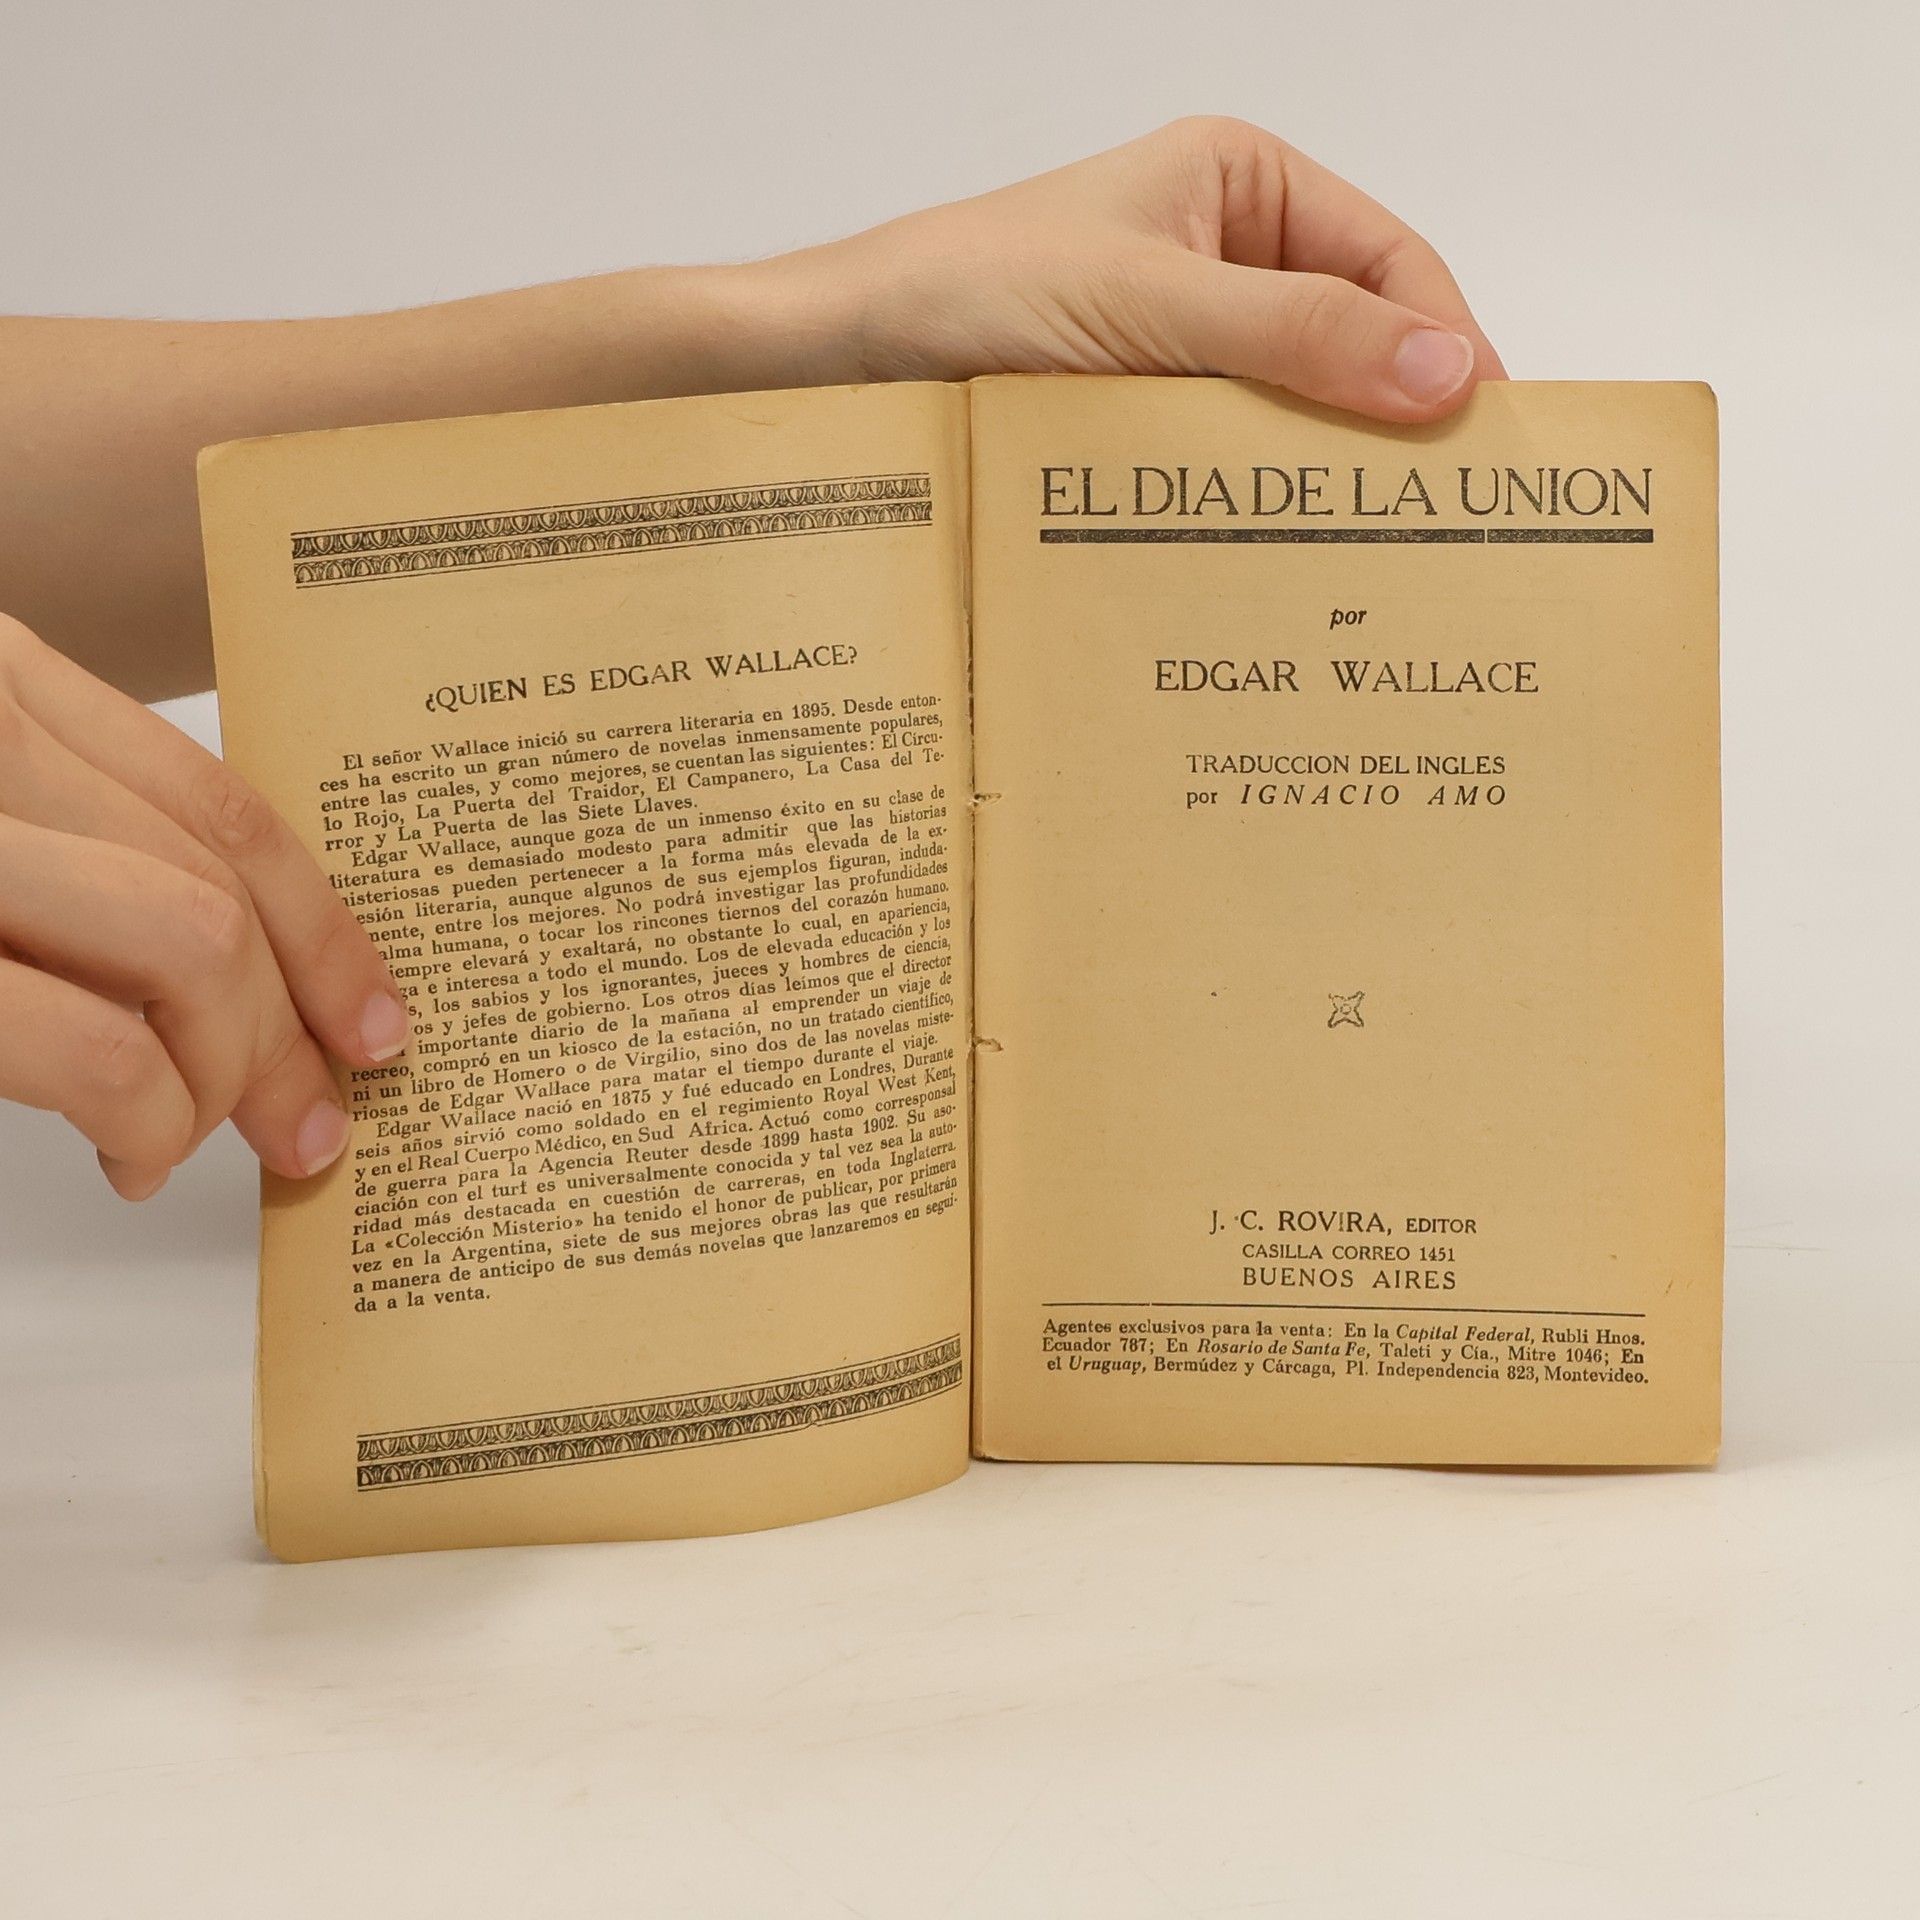 ¿QUIEN ES EDGAR WALLACE?
El señor Wallace inició su carrera literaria en 1895. Desde enton-
ces ha escrito un gran número de novelas inmensamente populares,
entre las cuales, y como mejores, se cuentan las siguientes: El Círcu-
lo Rojo, La Puerta del Traidor, El Campanero, La Casa del Te-
rror y La Puerta de las Siete Llaves.
Edgar Wallace, aunque goza de un inmenso éxito en su clase de
literatura es demasiado modesto para admitir que las historias
misteriosas pueden pertenecer a la forma más elevada de la ex-
esión literaria, aunque algunos de sus ejemplos figuran, induda-
mente, entre los mejores. No podrá investigar las profundidades
alma humana, o tocar los rincones tiernos del corazón humano.
iempre elevará y exaltará, no obstante lo cual, en apariencia,
ga e interesa a todo el mundo. Los de elevada educación y los
s, los sabios y los ignorantes, jueces y hombres de ciencia,
os y jefes de gobierno. Los otros días leímos que el director
importante diario de la mañana al emprender un viaje de
recreo, compró en un kiosco de la estación, no un tratado científico,
ni un libro de Homero o de Virgilio, sino dos de las novelas miste-
riosas de Edgar Wallace para matar el tiempo durante el viaje.
Edgar Wallace nació en 1875 y fué educado en Londres, Durante
seis años sirvió como soldado en el regimiento Royal West Kent,
y en el Real Cuerpo Médico, en Sud Africa. Actuó como corresponsal
de guerra para la Agencia Reuter desde 1899 hasta 1902. Su aso-
ciación con el turf es universalmente conocida y tal vez sea la auto-
ridad más destacada en cuestión de carreras, en toda Inglaterra.
La «Colección Misterio» ha tenido el honor de publicar, por primera
vez en la Argentina, siete de sus mejores obras las que resultarán
a manera de anticipo de sus demás novelas que lanzaremos en segui-
da a la venta.
EL DIA DE LA UNION
por
EDGAR WALLACE
TRADUCCION DEL INGLES
por IGNACIO AMO
J. C. ROVIRA, EDITOR
CASILLA CORREO 1451
BUENOS AIRES
Agentes exclusivos para la venta: En la Capital Federal, Rubli Hnos.
Ecuador 787; En Rosario de Santa Fe, Taleti y Cía., Mitre 1046; En
el Uruguay, Bermúdez y Cárcaga, Pl. Independencia 823, Montevideo.